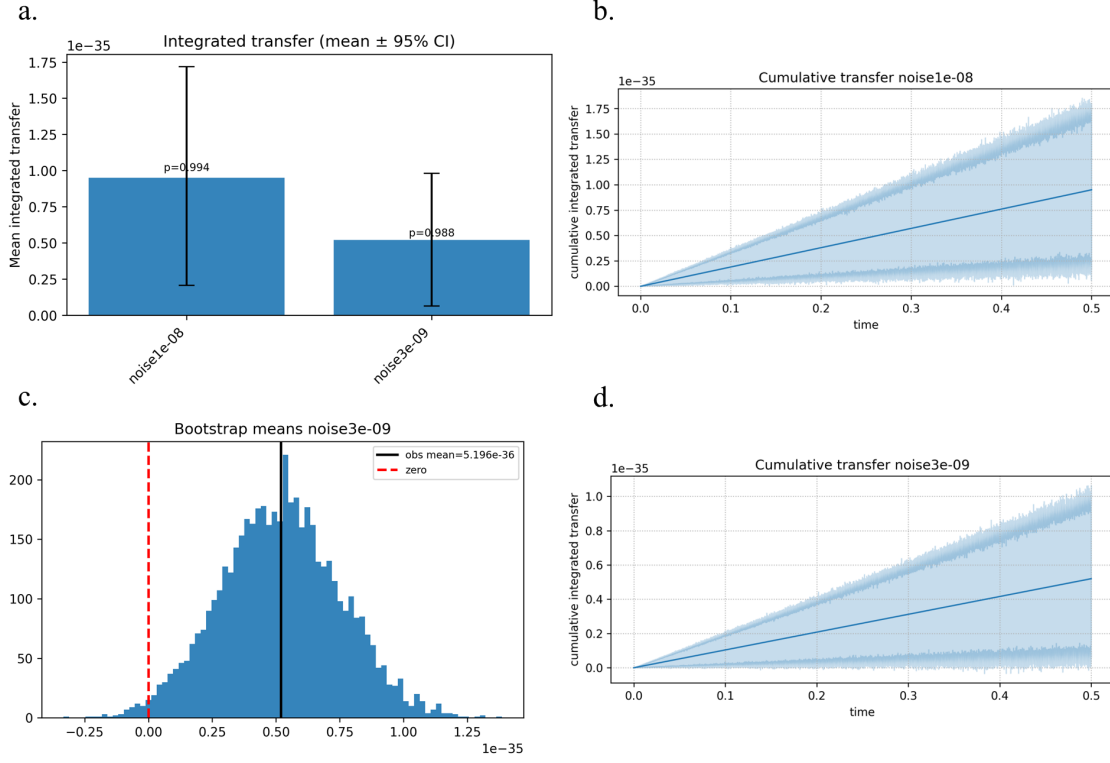 a.
Integrated transfer (mean ± 95% CI)
1e−35
Mean integrated transfer
1.75
1.50
1.25
1.00
0.75
0.50
0.25
0.00
p=0.994
p=0.988
noise1e-08
noise3e-09
b.
Cumulative transfer noise1e-08
1e−35
cumulative integrated transfer
1.75
1.50
1.25
1.00
0.75
0.50
0.25
0.00
0.0 0.1 0.2 0.3 0.4 0.5
time
c.
Bootstrap means noise3e-09
obs mean=5.196e-36
zero
200
150
100
50
0
−0.25 0.00 0.25 0.50 0.75 1.00 1.25
1e−35
d.
Cumulative transfer noise3e-09
1e−35
cumulative integrated transfer
1.0
0.8
0.6
0.4
0.2
0.0
0.0 0.1 0.2 0.3 0.4 0.5
time